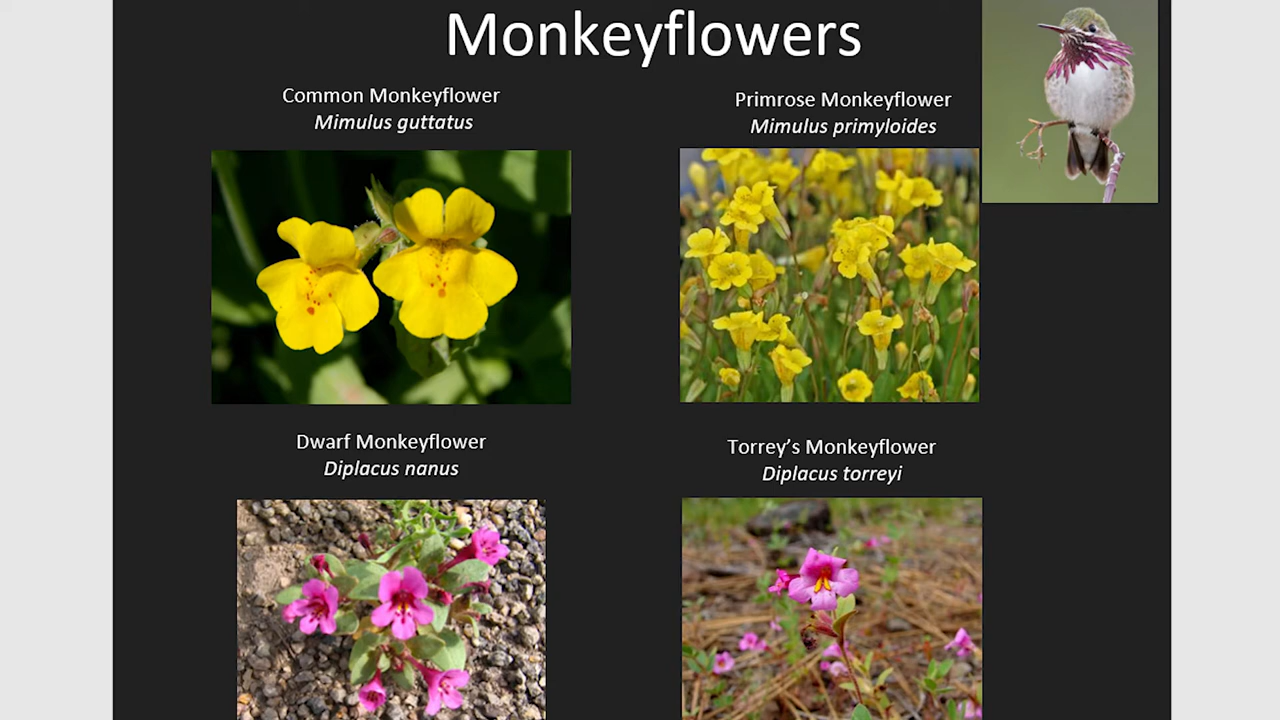 Monkeyflowers
Common Monkeyflower
Mimulus guttatus
Primrose Monkeyflower
Mimulus primyloides
Dwarf Monkeyflower
Diplacus nanus
Torrey’s Monkeyflower
Diplacus torreyi